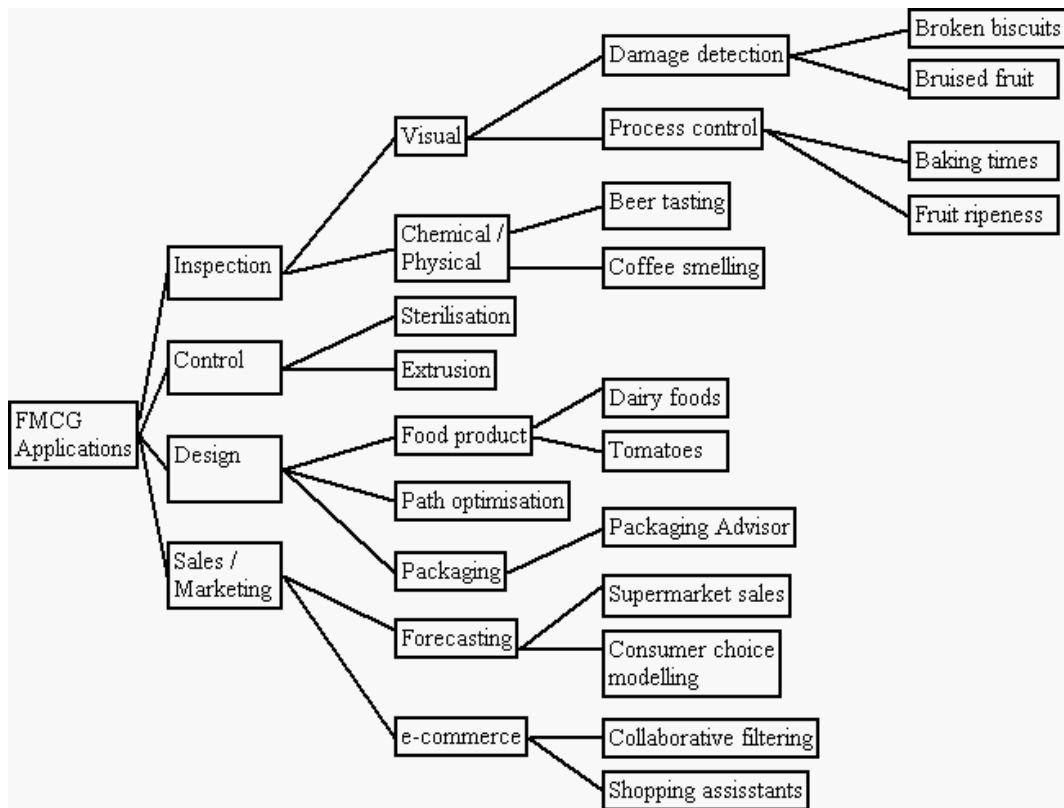 Broken biscuits
Damage detection
Bruised fruit
Visual
Process control
Baking times
Beer tasting
Fruit ripeness
Chemical /
Physical
Inspection
Coffee smelling
Sterilisation
Control
Extrusion
FMCG
Applications
Dairy foods
Food product
Tomatoes
Design
Path optimisation
Packaging Advisor
Packaging
Sales /
Marketing
Supermarket sales
Forecasting
Consumer choice
modelling
e-commerce
Collaborative filtering
Shopping assisstants